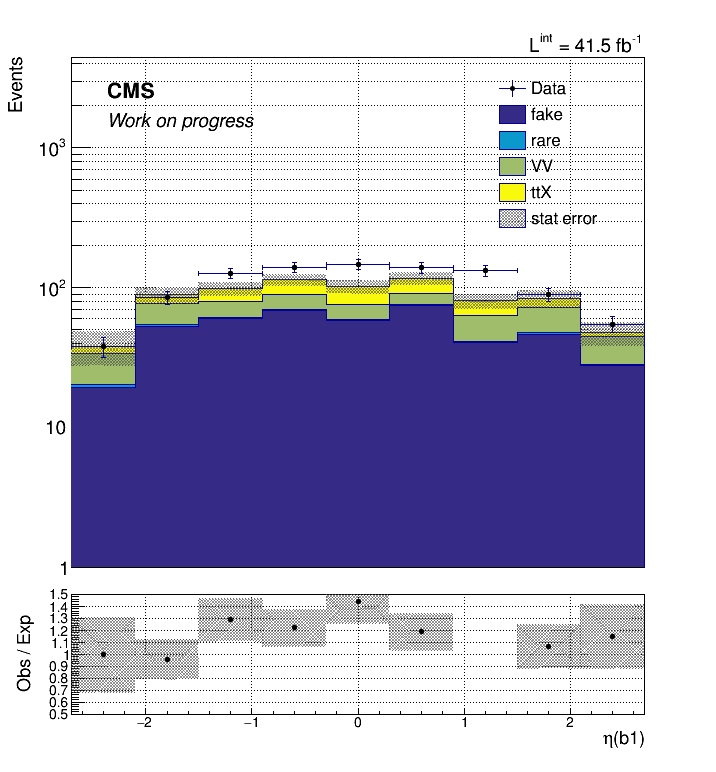 L^int = 41.5 fb^-1
Events
CMS
Work on progress
Data
fake
rare
VV
ttX
stat error
10^3
10^2
10
1
Obs / Exp
1.5
1.4
1.3
1.2
1.1
1
0.9
0.8
0.7
0.6
0.5
−2 −1 0 1 2
η(b1)